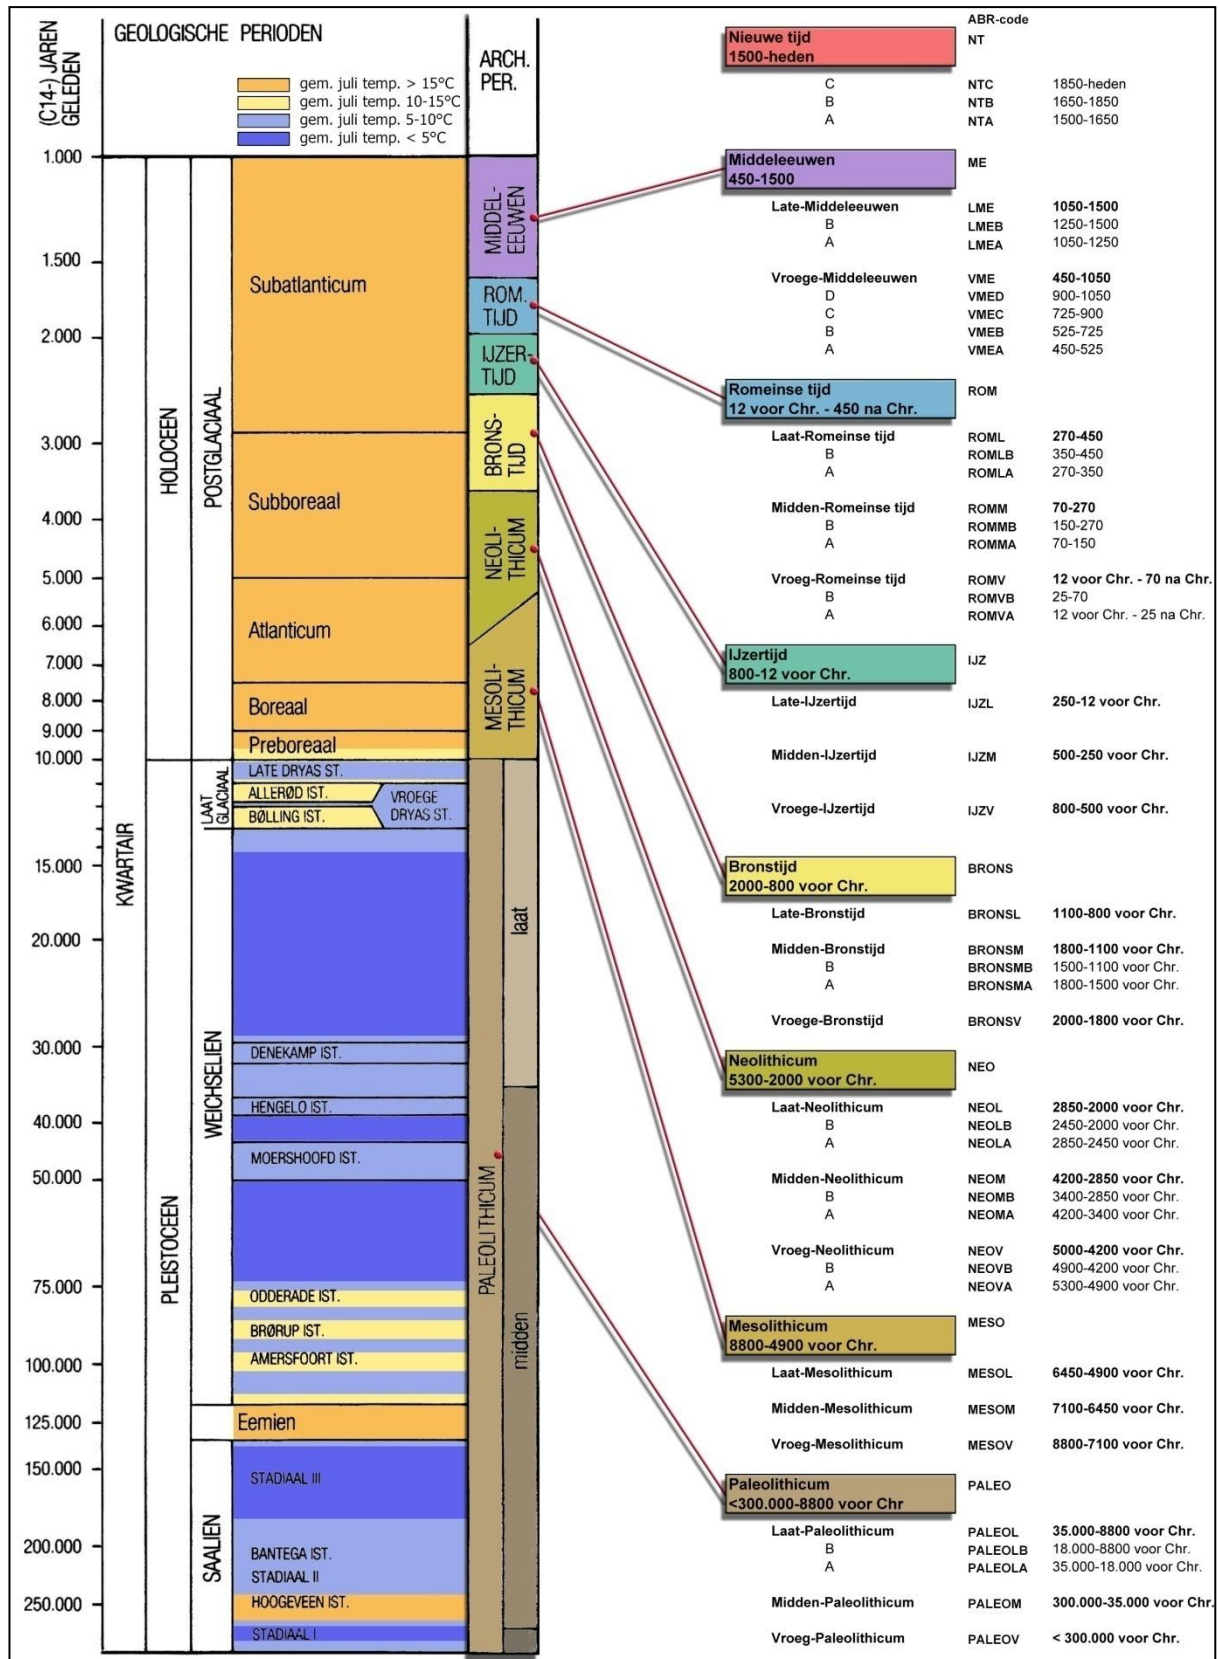 (C14-) JAREN
GELEDEN
GEOLOGISCHE PERIODEN
gem. juli temp. > 15°C
gem. juli temp. 10-15°C
gem. juli temp. 5-10°C
gem. juli temp. < 5°C
ARCH.
PER.
1.000
1.500
2.000
3.000
4.000
5.000
6.000
7.000
8.000
9.000
10.000
15.000
20.000
30.000
40.000
50.000
75.000
100.000
125.000
150.000
200.000
250.000
KWARTAIR
HOLOCEEN
PLEISTOCEEN
POSTGLACIAAL
LAAT
GLACIAAL
WEICHSELIEN
SAALIEN
Subatlanticum
Subboreaal
Atlanticum
Boreaal
Preboreaal
LATE DRYAS ST.
ALLERØD IST.
VROEGE
DRYAS ST.
BØLLING IST.
DENEKAMP IST.
HENGELO IST.
MOERSHOOFD IST.
ODDERADE IST.
BRØRUP IST.
AMERSFOORT IST.
Eemien
STADIAAL III
BANTEGA IST.
STADIAAL II
HOOGEVEEN IST.
STADIAAL I
MIDDEL-
EEUWEN
ROM.
TIJD
IJZER-
TIJD
BRONS-
TIJD
NEOLI-
THICUM
MESOLI-
THICUM
PALEOLITHICUM
laat
midden
ABR-code
Nieuwe tijd NT
1500-heden
C NTC 1850-heden
B NTB 1650-1850
A NTA 1500-1650
Middeleeuwen ME
450-1500
Late-Middeleeuwen LME 1050-1500
B LMEB 1250-1500
A LMEA 1050-1250
Vroege-Middeleeuwen VME 450-1050
D VMED 900-1050
C VMEC 725-900
B VMEB 525-725
A VMEA 450-525
Romeinse tijd ROM
12 voor Chr. - 450 na Chr.
Laat-Romeinse tijd ROML 270-450
B ROMLB 350-450
A ROMLA 270-350
Midden-Romeinse tijd ROMM 70-270
B ROMMB 150-270
A ROMMA 70-150
Vroeg-Romeinse tijd ROMV 12 voor Chr. - 70 na Chr.
B ROMVB 25-70
A ROMVA 12 voor Chr. - 25 na Chr.
IJzertijd IJZ
800-12 voor Chr.
Late-IJzertijd IJZL 250-12 voor Chr.
Midden-IJzertijd IJZM 500-250 voor Chr.
Vroege-IJzertijd IJZV 800-500 voor Chr.
Bronstijd BRONS
2000-800 voor Chr.
Late-Bronstijd BRONSL 1100-800 voor Chr.
Midden-Bronstijd BRONSM 1800-1100 voor Chr.
B BRONSMB 1500-1100 voor Chr.
A BRONSMA 1800-1500 voor Chr.
Vroege-Bronstijd BRONSV 2000-1800 voor Chr.
Neolithicum NEO
5300-2000 voor Chr.
Laat-Neolithicum NEOL 2850-2000 voor Chr.
B NEOLB 2450-2000 voor Chr.
A NEOLA 2850-2450 voor Chr.
Midden-Neolithicum NEOM 4200-2850 voor Chr.
B NEOMB 3400-2850 voor Chr.
A NEOMA 4200-3400 voor Chr.
Vroeg-Neolithicum NEOV 5000-4200 voor Chr.
B NEOVB 4900-4200 voor Chr.
A NEOVA 5300-4900 voor Chr.
Mesolithicum MESO
8800-4900 voor Chr.
Laat-Mesolithicum MESOL 6450-4900 voor Chr.
Midden-Mesolithicum MESOM 7100-6450 voor Chr.
Vroeg-Mesolithicum MESOV 8800-7100 voor Chr.
Paleolithicum PALEO
<300.000-8800 voor Chr
Laat-Paleolithicum PALEOL 35.000-8800 voor Chr.
B PALEOLB 18.000-8800 voor Chr.
A PALEOLA 35.000-18.000 voor Chr.
Midden-Paleolithicum PALEOM 300.000-35.000 voor Chr.
Vroeg-Paleolithicum PALEOV < 300.000 voor Chr.